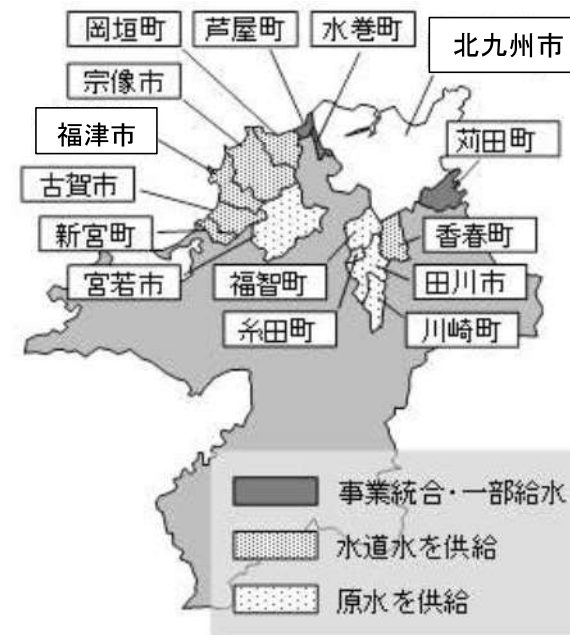 岡垣町 芦屋町 水巻町
北九州市
宗像市
福津市
苅田町
古賀市
新宮町
香春町
宮若市 福智町 田川市
糸田町 川崎町
事業統合・一部給水
水道水を供給
原水を供給